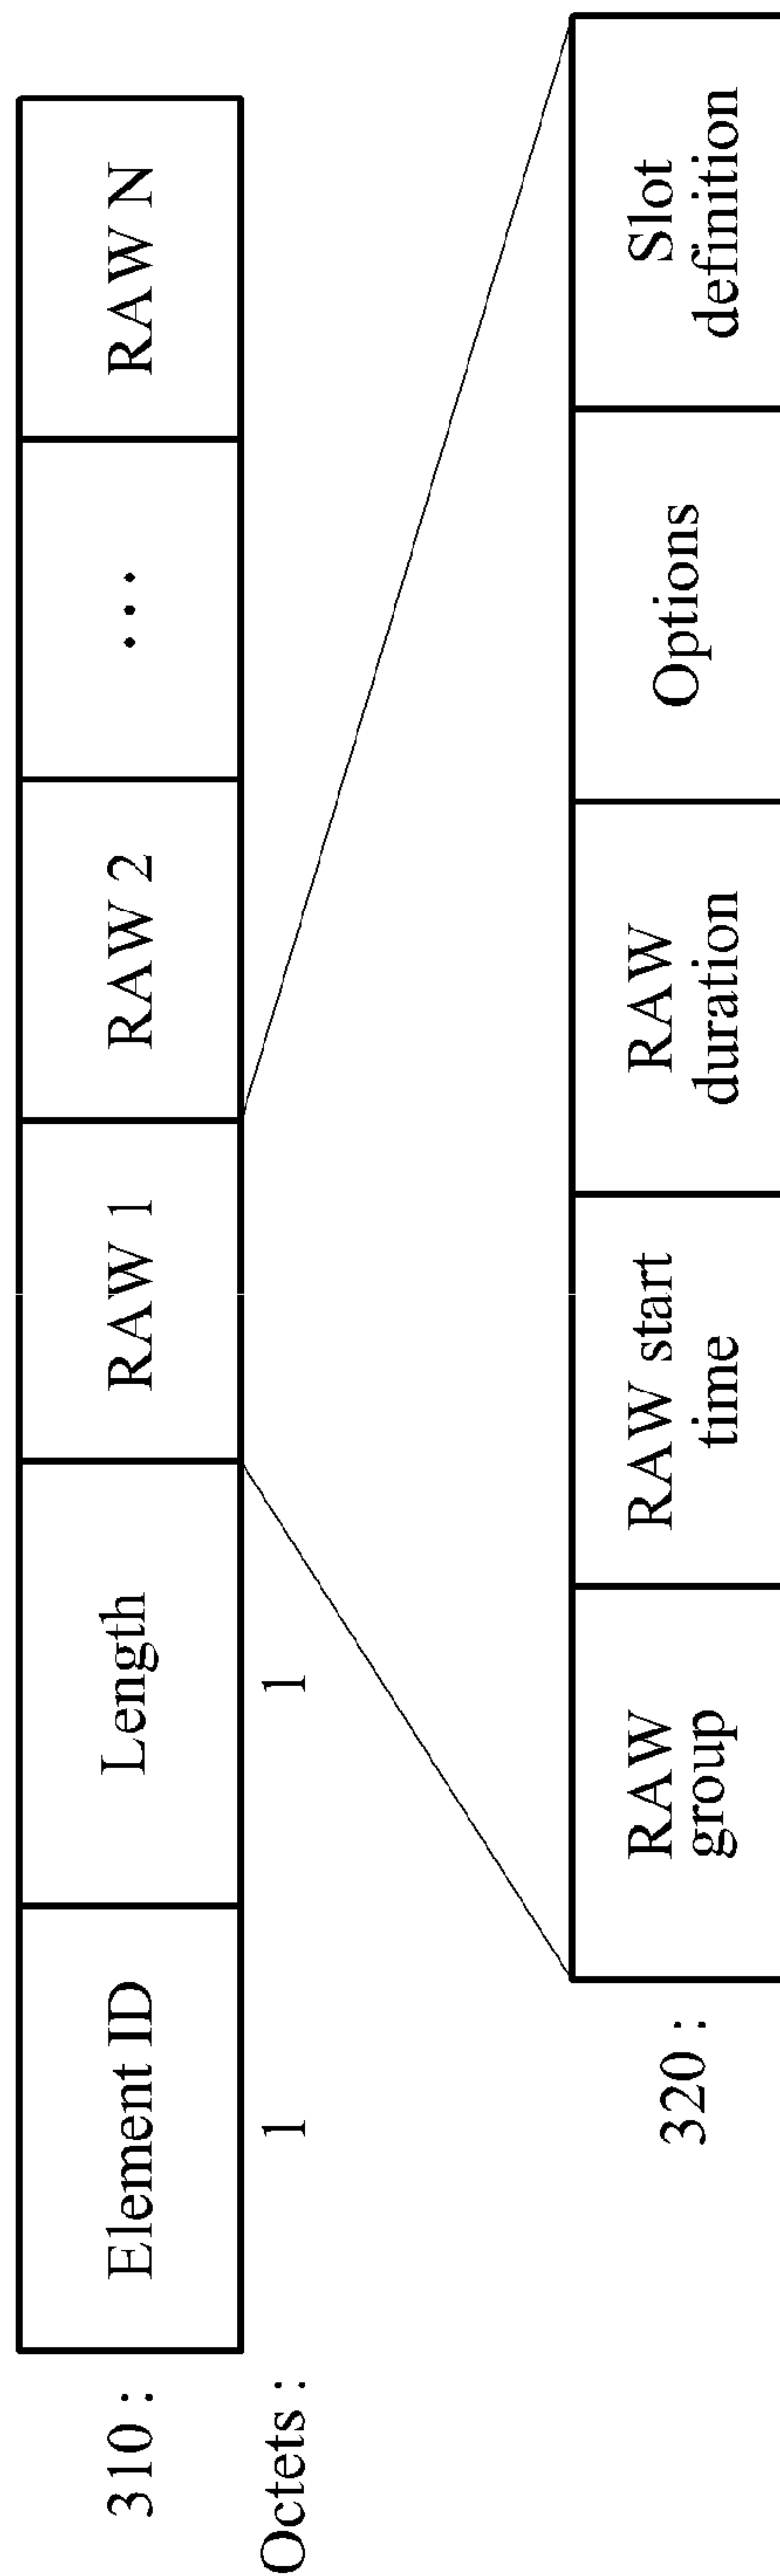 310 : Element ID Length RAW 1 RAW 2 ... RAW N
Octets : 1 1
320 : RAW group RAW start time RAW duration Options Slot definition